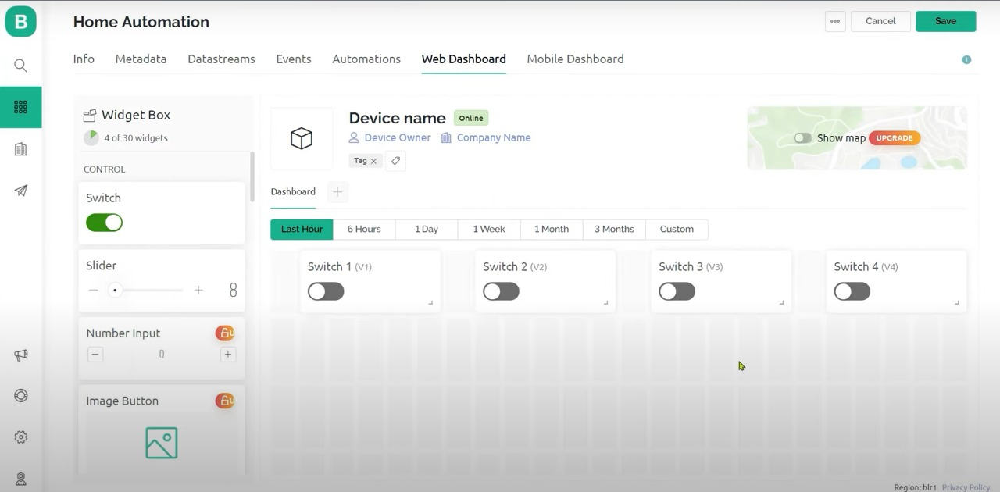 B
Home Automation
Cancel
Save
Info
Metadata
Datastreams
Events
Automations
Web Dashboard
Mobile Dashboard
Widget Box
4 of 30 widgets
CONTROL
Switch
Slider
8
Number Input
0
Image Button
Device name
Online
Device Owner
Company Name
Tag
Show map
UPGRADE
Dashboard
Last Hour
6 Hours
1 Day
1 Week
1 Month
3 Months
Custom
Switch 1 (V1)
Switch 2 (V2)
Switch 3 (V3)
Switch 4 (V4)
Region: blr1 Privacy Policy